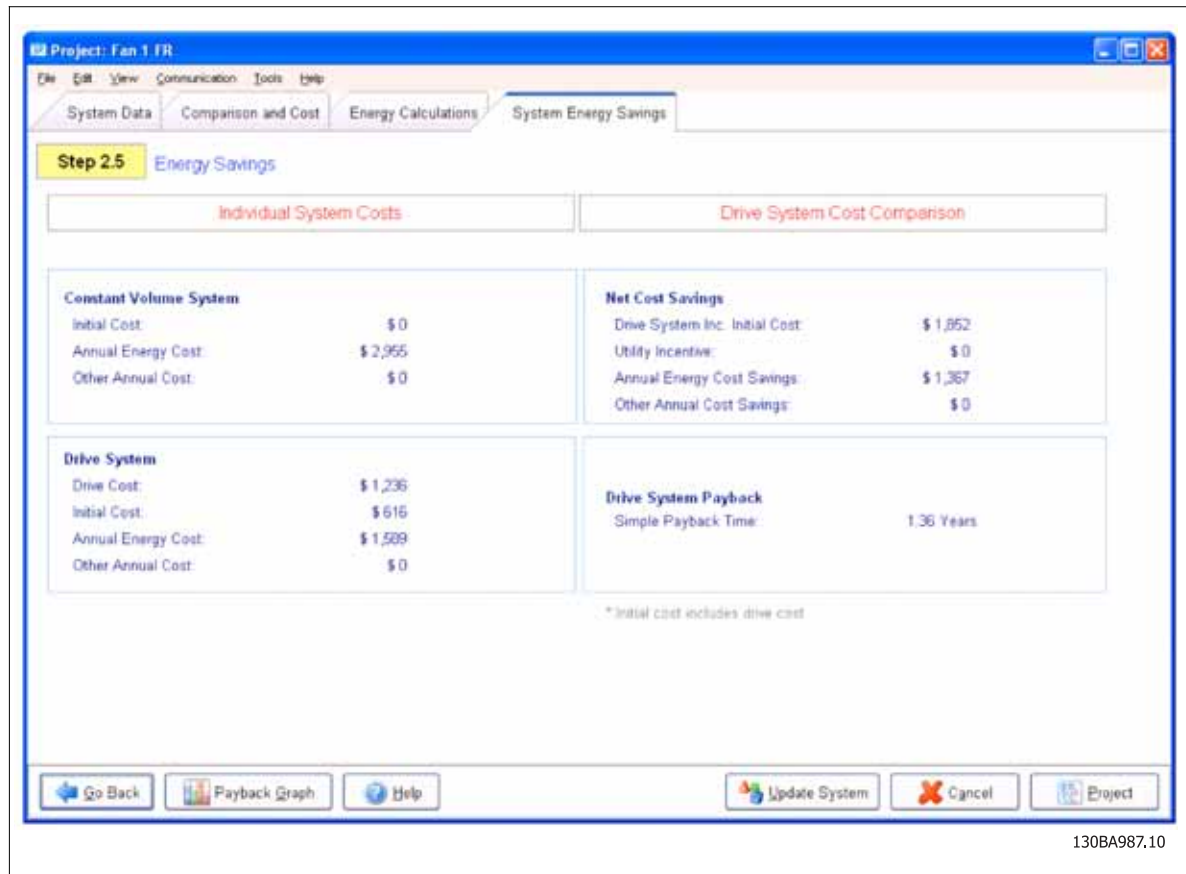 Project: Fan 1 FR
File Edit View Communication Tools Help
System Data Comparison and Cost Energy Calculations System Energy Savings
Step 2.5 Energy Savings
Individual System Costs
Drive System Cost Comparison
Constant Volume System
Initial Cost: $ 0
Annual Energy Cost: $ 2,955
Other Annual Cost: $ 0
Net Cost Savings
Drive System Inc. Initial Cost: $ 1,852
Utility Incentive: $ 0
Annual Energy Cost Savings: $ 1,367
Other Annual Cost Savings: $ 0
Drive System
Drive Cost: $ 1,236
Initial Cost: $ 616
Annual Energy Cost: $ 1,589
Other Annual Cost: $ 0
Drive System Payback
Simple Payback Time: 1.36 Years
* Initial cost includes drive cost
Go Back Payback Graph Help Update System Cancel Project
130BA987.10